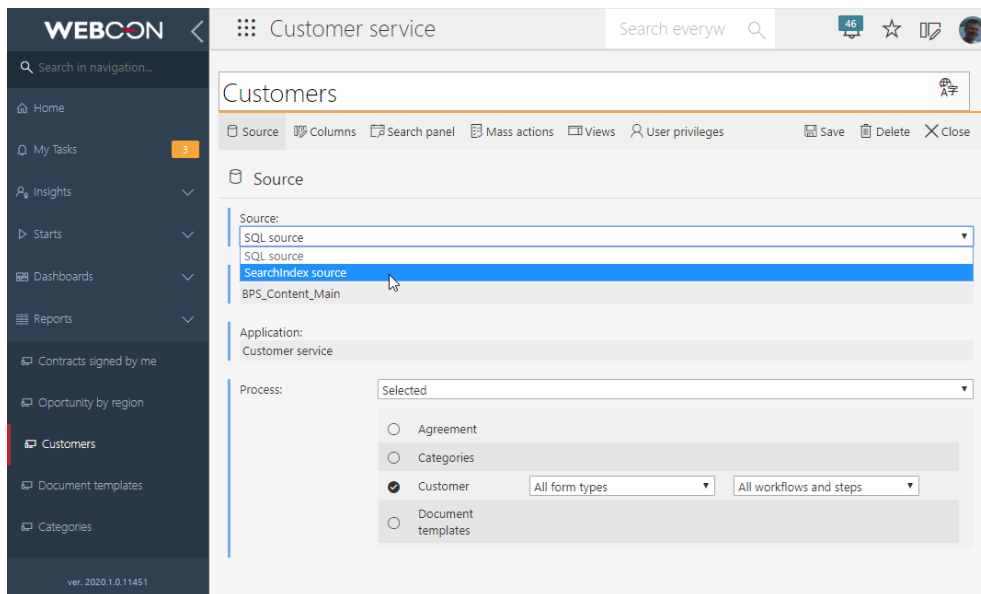 WEBCON
Customer service
Search everyw
46
Search in navigation...
Customers
Home
Source Columns Search panel Mass actions Views User privileges Save Delete Close
My Tasks 3
Source
Insights
Source:
SQL source
Starts
SQL source
SearchIndex source
Dashboards
BPS_Content_Main
Reports
Application:
Customer service
Contracts signed by me
Process: Selected
Oportunity by region
Agreement
Customers
Categories
Customer All form types All workflows and steps
Document templates
Document
templates
Categories
ver. 2020.1.0.11451